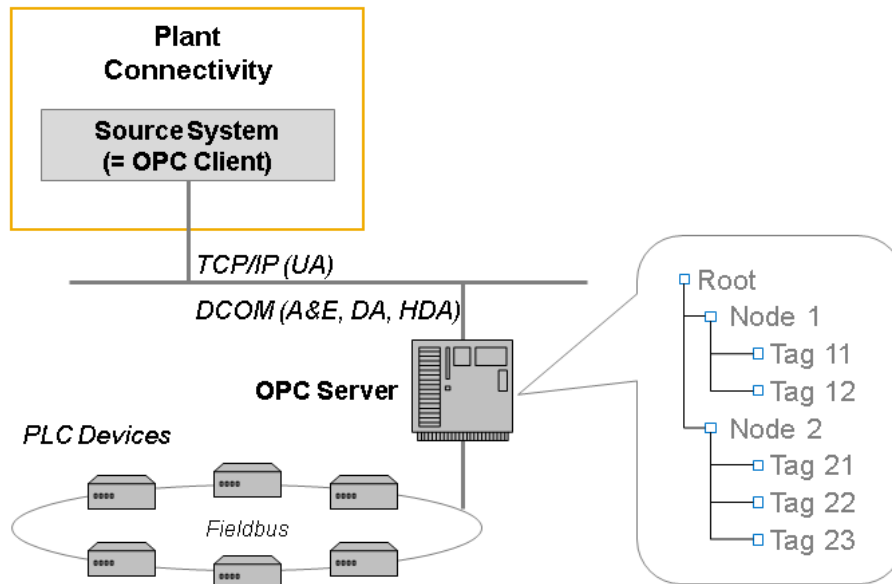 Plant
Connectivity
Source System
(= OPC Client)
TCP/IP (UA)
DCOM (A&E, DA, HDA)
OPC Server
PLC Devices
Fieldbus
Root
Node 1
Tag 11
Tag 12
Node 2
Tag 21
Tag 22
Tag 23